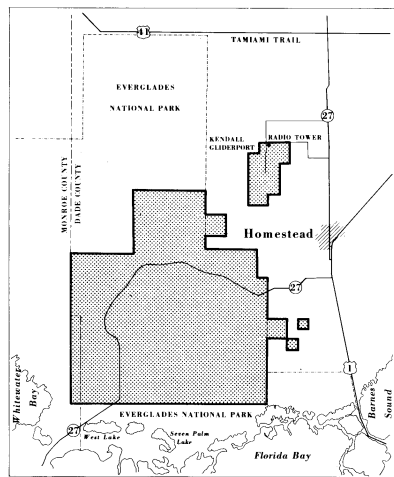 41
TAMIAMI TRAIL
EVERGLADES
NATIONAL PARK
27
KENDALL
GLIDERPORT
RADIO TOWER
MONROE COUNTY
DADE COUNTY
Homestead
27
1
Whitewater
Bay
Barnes
Sound
EVERGLADES NATIONAL PARK
27
West Lake
Seven Palm
Lake
Florida Bay